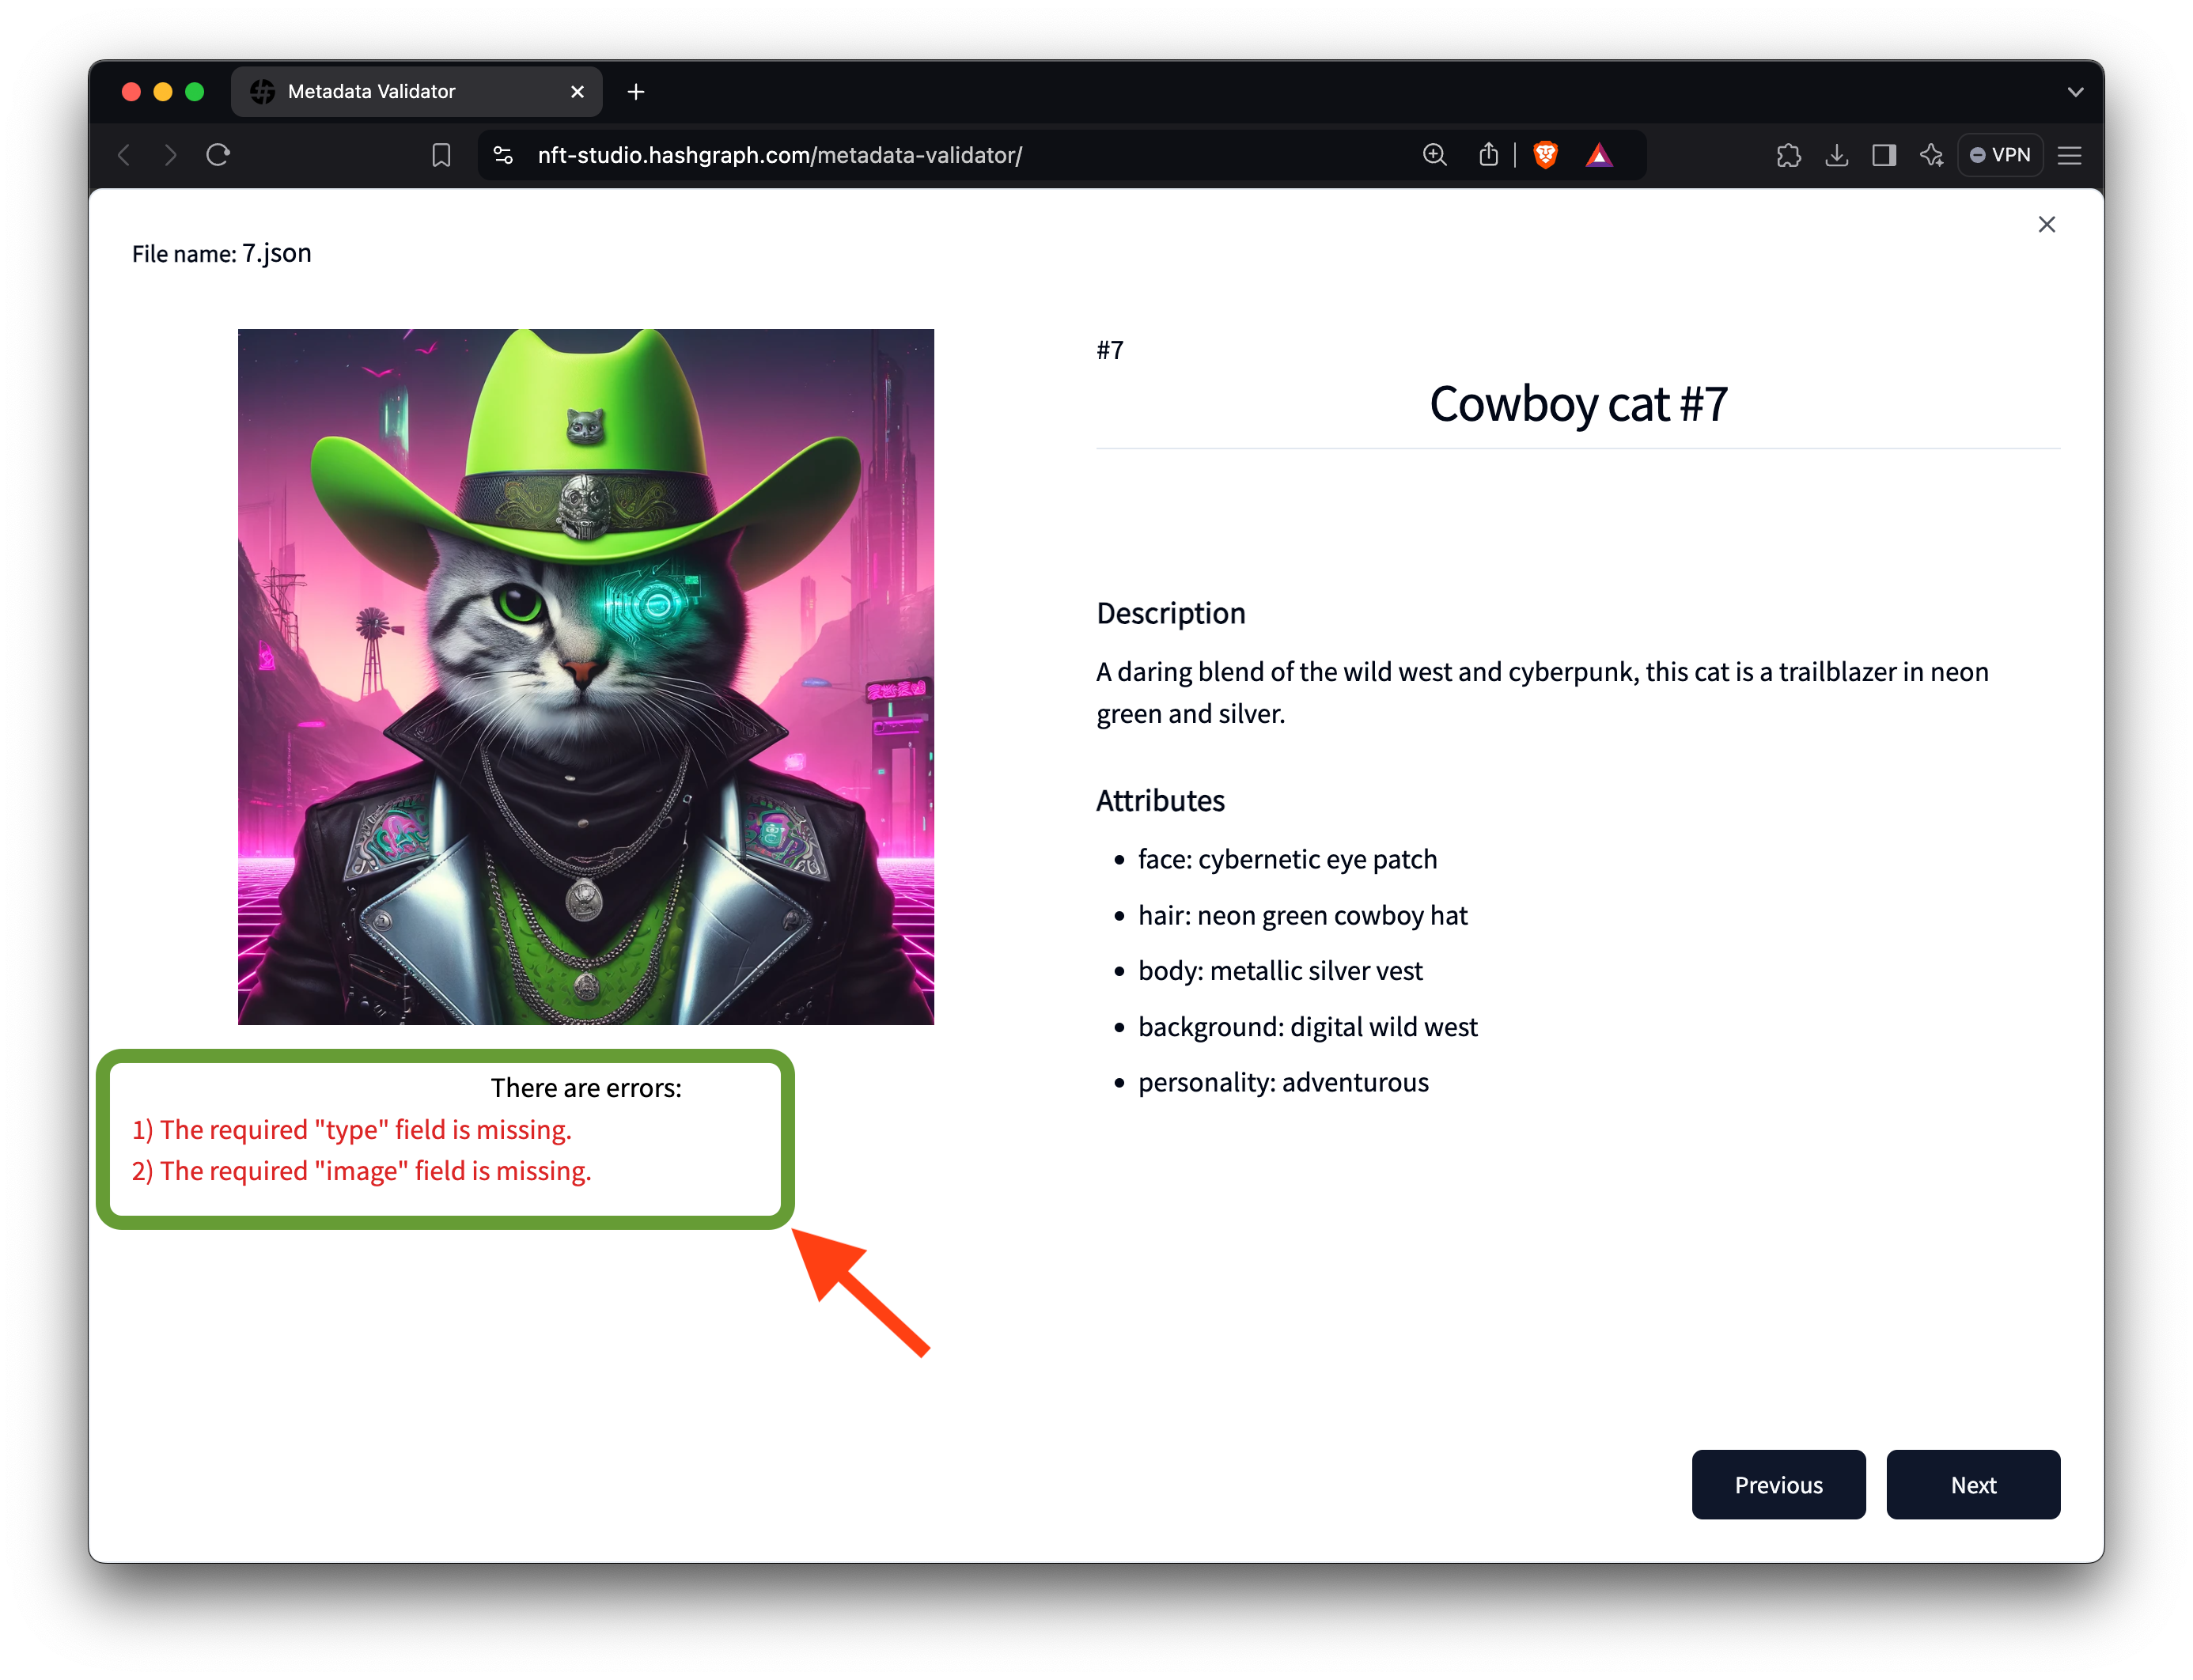 Metadata Validator
nft-studio.hashgraph.com/metadata-validator/
VPN
File name: 7.json
#7
Cowboy cat #7
Description
A daring blend of the wild west and cyberpunk, this cat is a trailblazer in neon
green and silver.
Attributes
• face: cybernetic eye patch
• hair: neon green cowboy hat
• body: metallic silver vest
• background: digital wild west
• personality: adventurous
There are errors:
1) The required "type" field is missing.
2) The required "image" field is missing.
Previous
Next